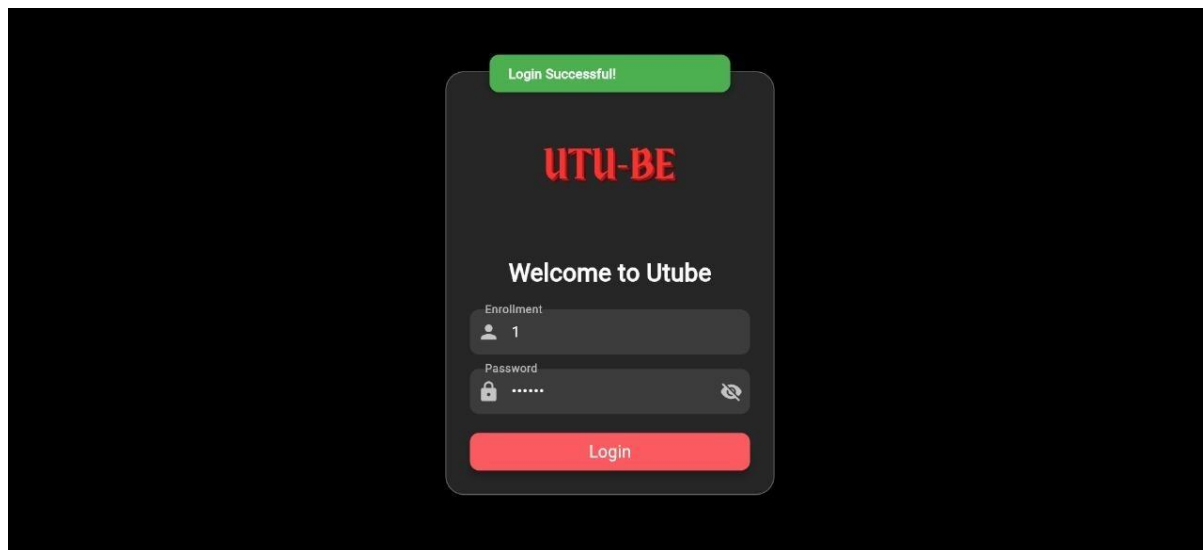 Login Successful!
UTU-BE
Welcome to Utube
Enrollment
1
Password
••••••
Login